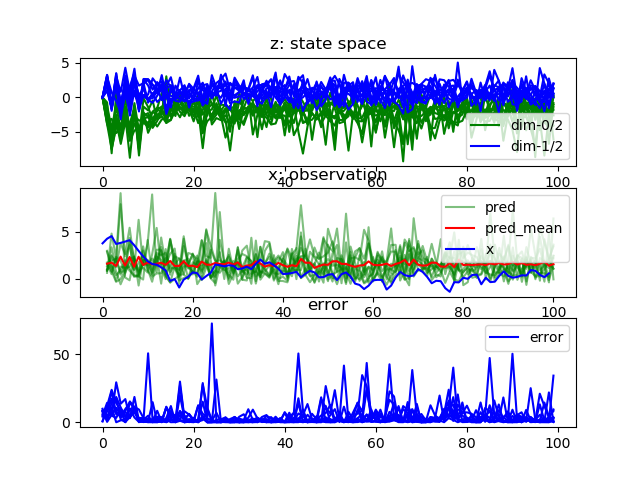 z: state space
5
0
−5
dim-0/2
dim-1/2
0
20
40
60
80
100
x: observation
5
0
pred
pred_mean
x
0
20
40
60
80
100
error
50
0
error
0
20
40
60
80
100